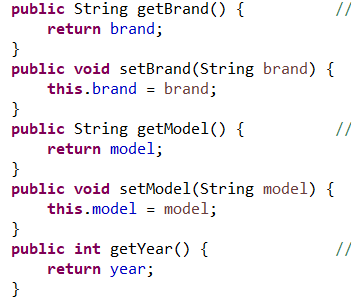 public String getBrand() {          //
    return brand;
}
public void setBrand(String brand) {
    this.brand = brand;
}
public String getModel() {          //
    return model;
}
public void setModel(String model) {
    this.model = model;
}
public int getYear() {              //
    return year;
}